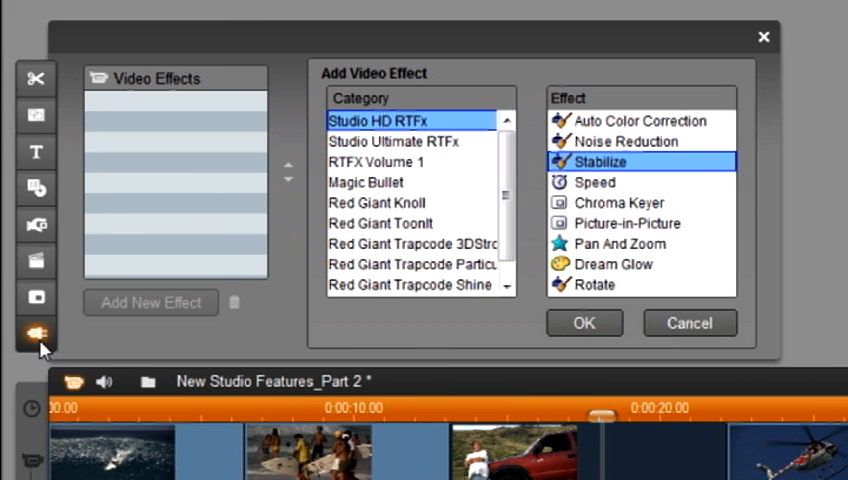 Video Effects
Add Video Effect
Category
Effect
Studio HD RTFx
Studio Ultimate RTFx
RTFX Volume 1
Magic Bullet
Red Giant Knoll
Red Giant ToonIt
Red Giant Trapcode 3DStro
Red Giant Trapcode Particu
Red Giant Trapcode Shine
Auto Color Correction
Noise Reduction
Stabilize
Speed
Chroma Keyer
Picture-in-Picture
Pan And Zoom
Dream Glow
Rotate
Add New Effect
OK
Cancel
T
New Studio Features_Part 2 *
00.00
0:00:10.00
0:00:20.00